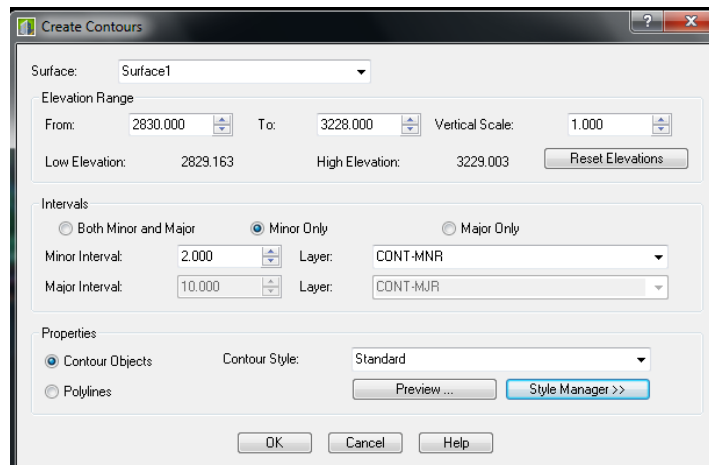 Create Contours
Surface: Surface1
Elevation Range
From: 2830.000 To: 3228.000 Vertical Scale: 1.000
Low Elevation: 2829.163 High Elevation: 3229.003 Reset Elevations
Intervals
Both Minor and Major Minor Only Major Only
Minor Interval: 2.000 Layer: CONT-MNR
Major Interval: 10.000 Layer: CONT-MJR
Properties
Contour Objects Contour Style: Standard
Polylines Preview ... Style Manager >>
OK Cancel Help